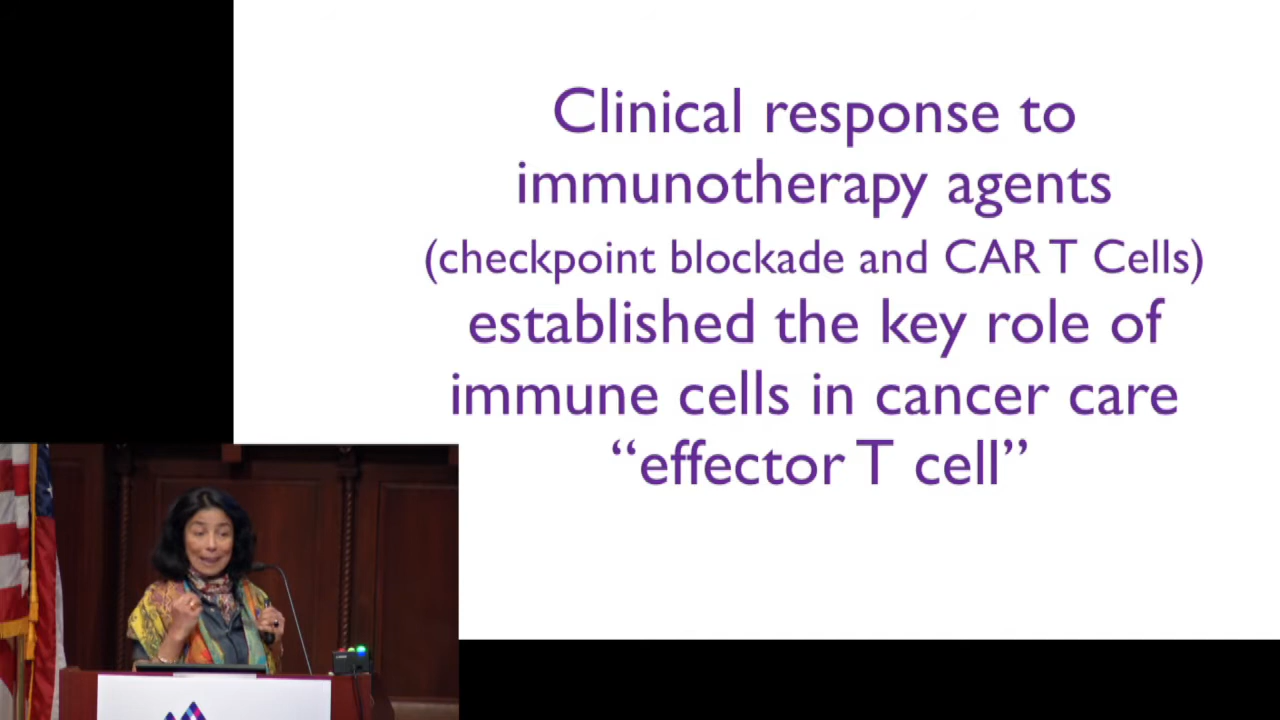 Clinical response to
immunotherapy agents
(checkpoint blockade and CAR T Cells)
established the key role of
immune cells in cancer care
“effector T cell”